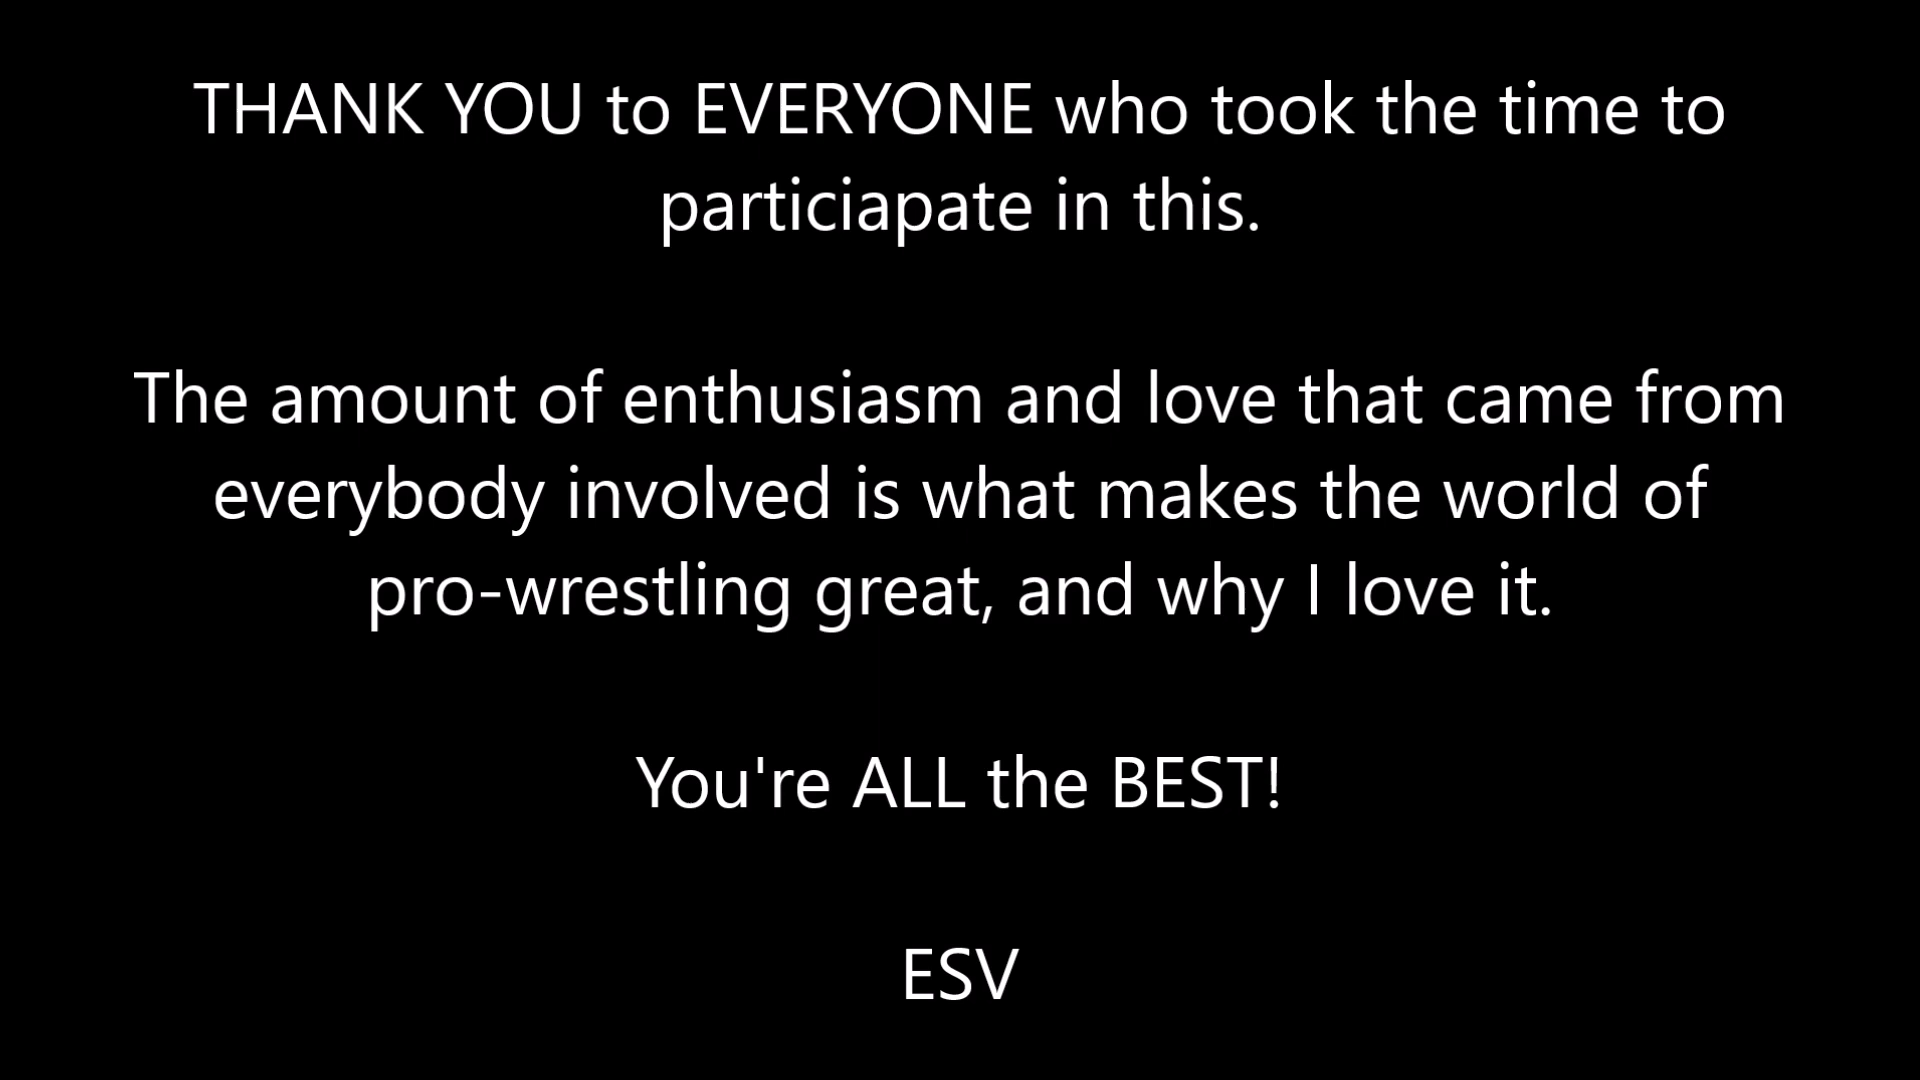 THANK YOU to EVERYONE who took the time to
particiapate in this.
The amount of enthusiasm and love that came from
everybody involved is what makes the world of
pro-wrestling great, and why I love it.
You're ALL the BEST!
ESV